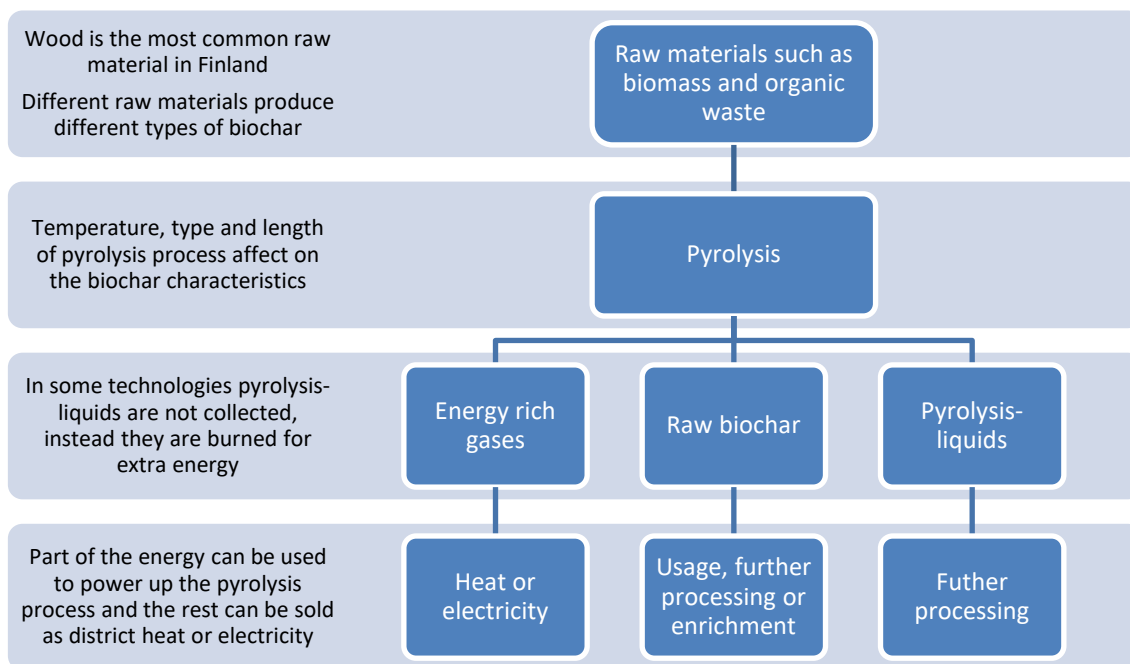 Wood is the most common raw
material in Finland
Different raw materials produce
different types of biochar
Raw materials such as
biomass and organic
waste
Temperature, type and length
of pyrolysis process affect on
the biochar characteristics
Pyrolysis
In some technologies pyrolysis-
liquids are not collected,
instead they are burned for
extra energy
Energy rich
gases
Raw biochar
Pyrolysis-
liquids
Part of the energy can be used
to power up the pyrolysis
process and the rest can be sold
as district heat or electricity
Heat or
electricity
Usage, further
processing or
enrichment
Futher
processing